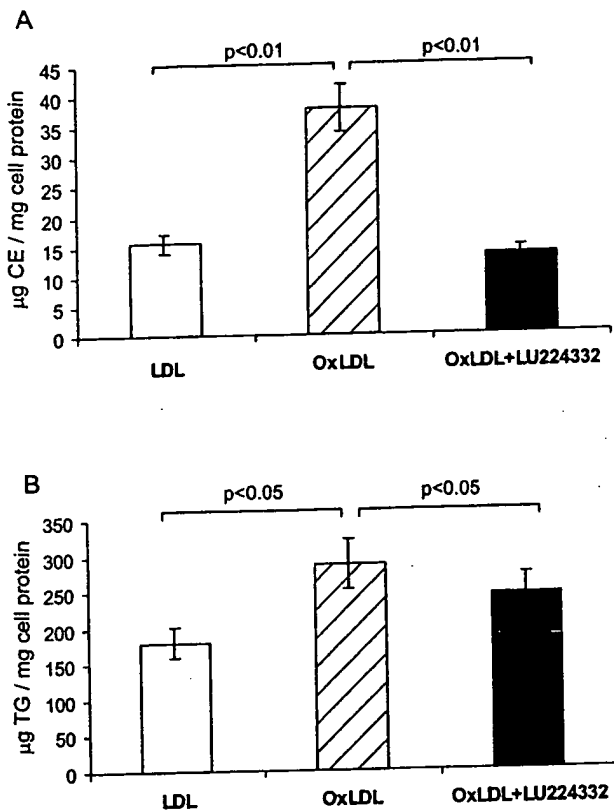 A
p<0.01 p<0.01
45
40
35
30
25
20
15
10
5
0
µg CE / mg cell protein
LDL OxLDL OxLDL+LU224332
B
p<0.05 p<0.05
350
300
250
200
150
100
50
0
µg TG / mg cell protein
LDL OxLDL OxLDL+LU224332